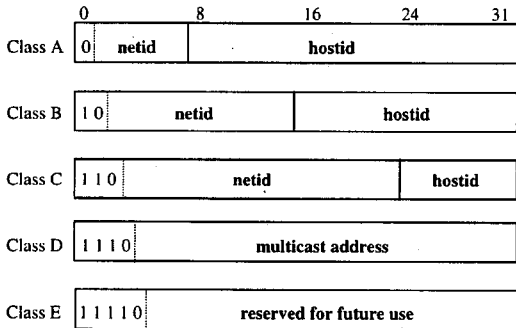 0 8 16 24 31
Class A 0 netid hostid
Class B 1 0 netid hostid
Class C 1 1 0 netid hostid
Class D 1 1 1 0 multicast address
Class E 1 1 1 1 0 reserved for future use